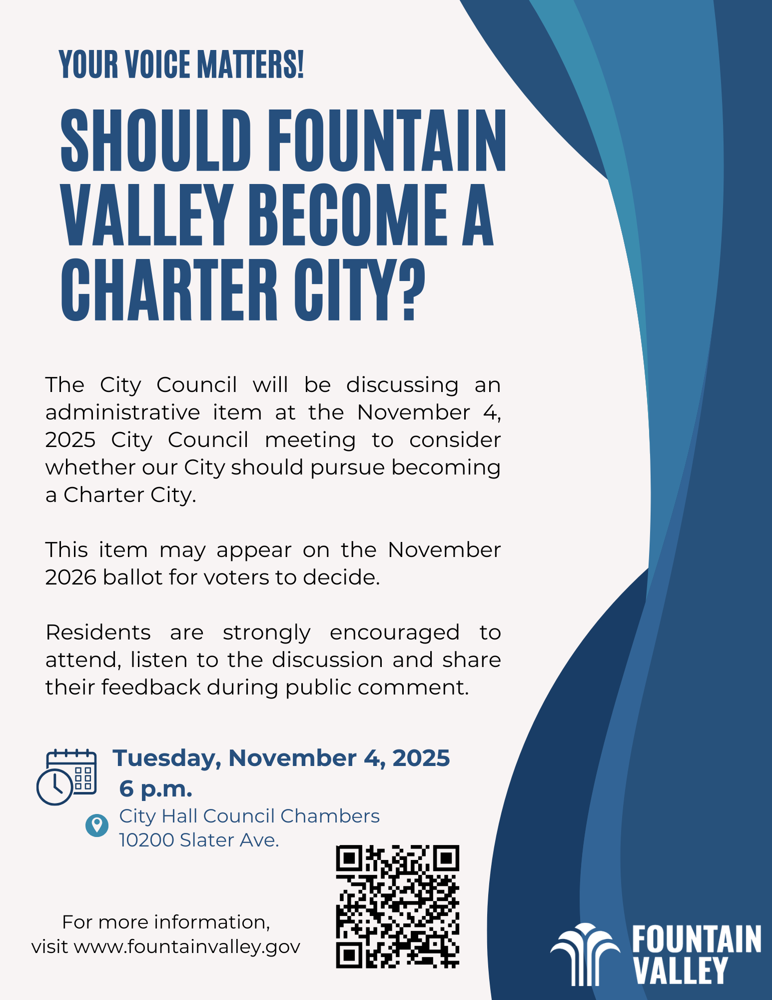 YOUR VOICE MATTERS!
SHOULD FOUNTAIN
VALLEY BECOME A
CHARTER CITY?
The City Council will be discussing an
administrative item at the November 4,
2025 City Council meeting to consider
whether our City should pursue becoming
a Charter City.
This item may appear on the November
2026 ballot for voters to decide.
Residents are strongly encouraged to
attend, listen to the discussion and share
their feedback during public comment.
Tuesday, November 4, 2025
6 p.m.
City Hall Council Chambers
10200 Slater Ave.
For more information,
visit www.fountainvalley.gov
FOUNTAIN
VALLEY